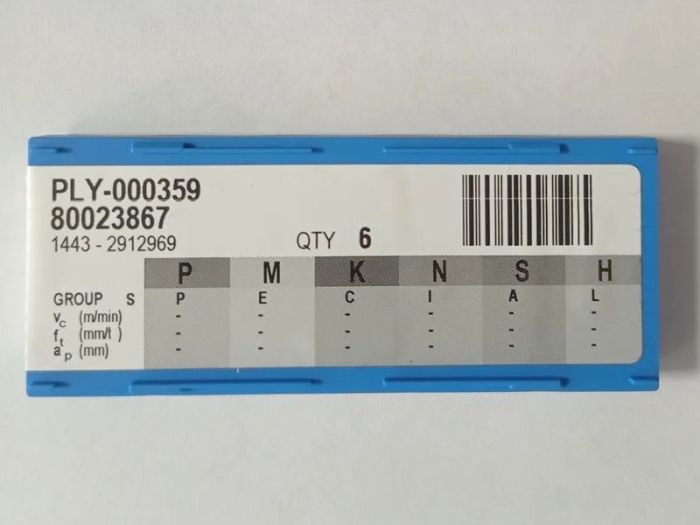 PLY-000359
80023867
1443 - 2912969
QTY 6
P M K N S H
GROUP S P E C I A L
vc (m/min) - - - - - -
ft (mm/t ) - - - - - -
ap (mm) - - - - - -